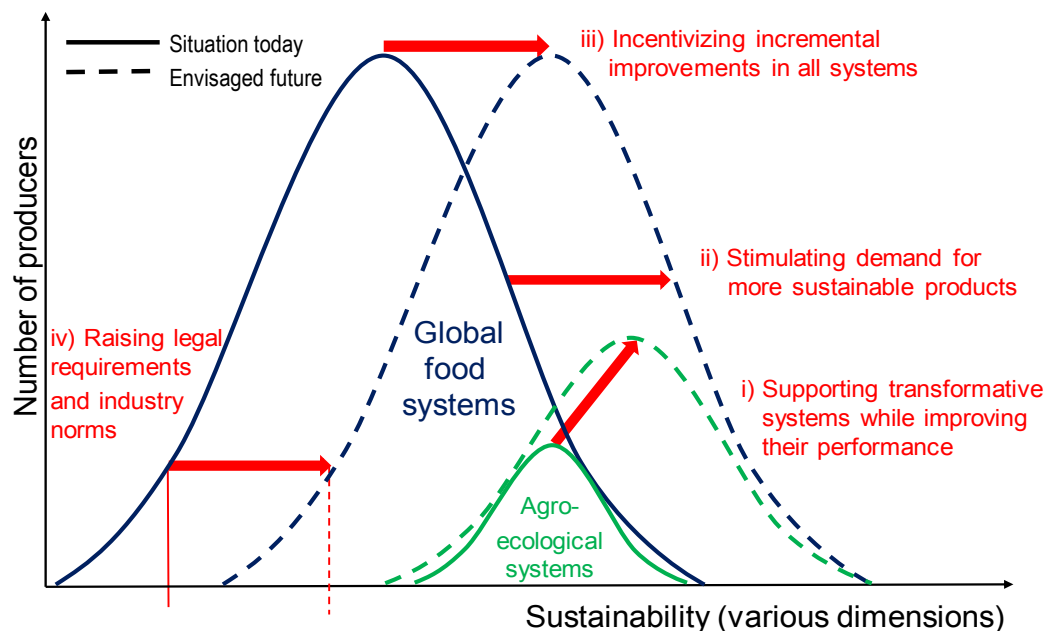 Situation today
Envisaged future
iii) Incentivizing incremental
improvements in all systems
Number of producers
ii) Stimulating demand for
more sustainable products
iv) Raising legal
requirements
and industry
norms
Global
food
systems
i) Supporting transformative
systems while improving
their performance
Agro-
ecological
systems
Sustainability (various dimensions)